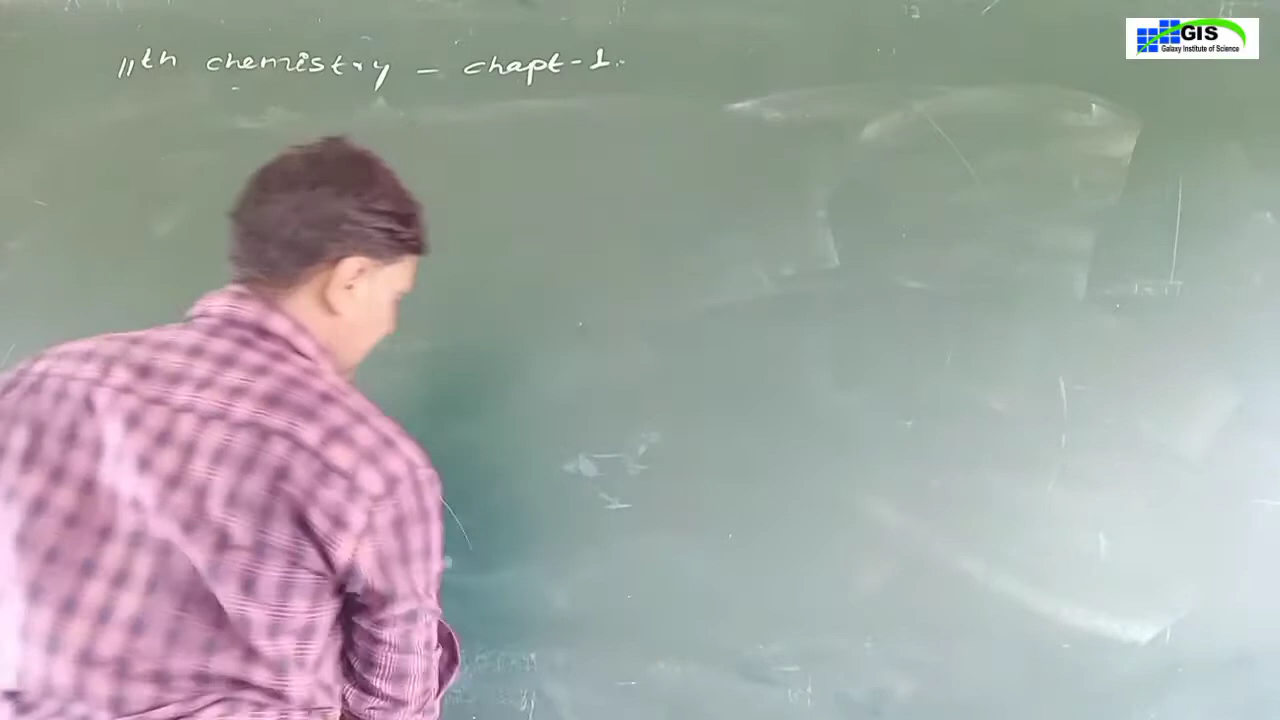 11th chemistry - chapt-1.
GIS
Galaxy Institute of Science